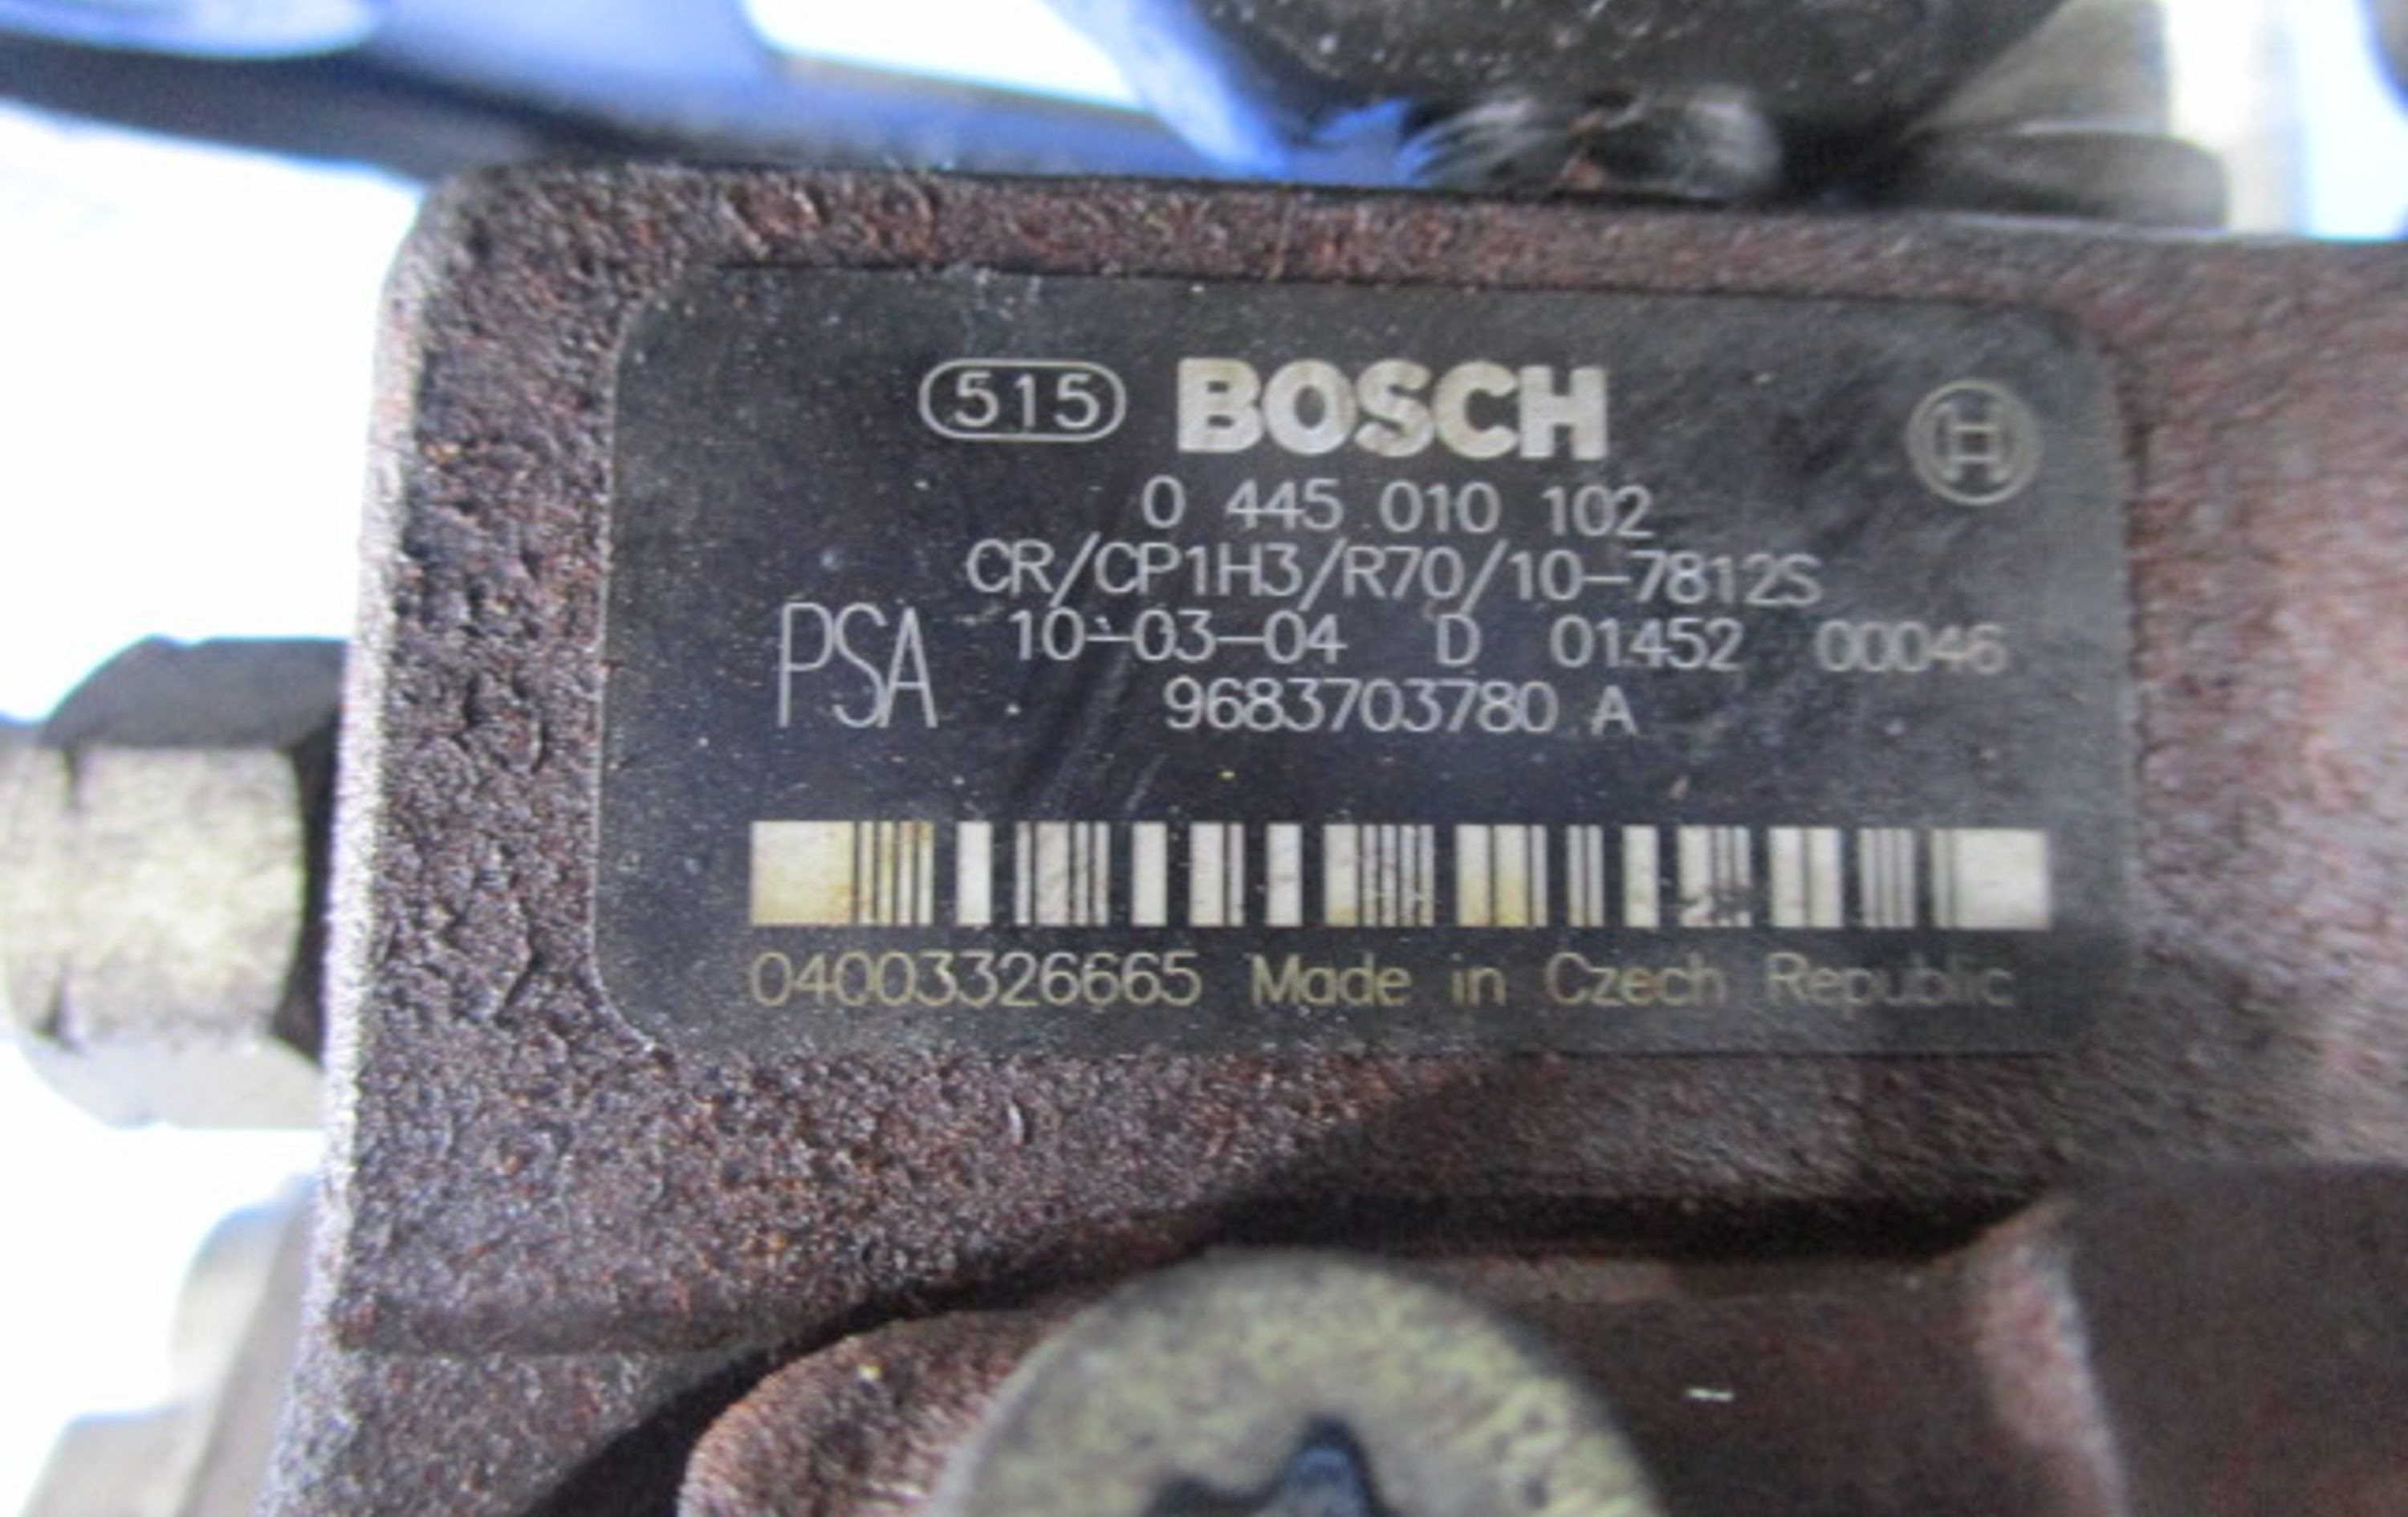 515 BOSCH H
0 445 010 102
CR/CP1H3/R70/10-7812S
PSA 10-03-04 D 01452 00046
9683703780 A
04003326665 Made in Czech Republic